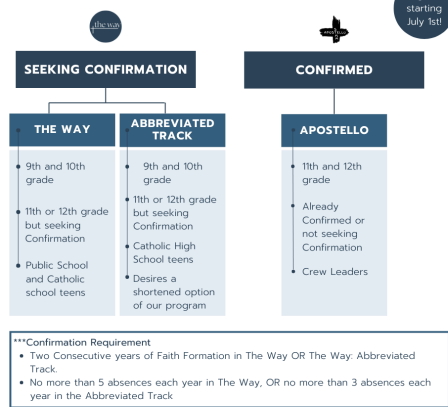 starting
July 1st!
the way
APOSTELLO
SEEKING CONFIRMATION
CONFIRMED
THE WAY
ABBREVIATED
TRACK
APOSTELLO
9th and 10th
grade
11th or 12th grade
but seeking
Confirmation
Public School
and Catholic
school teens
9th and 10th
grade
11th or 12th grade
but seeking
Confirmation
Catholic High
School teens
Desires a
shortened option
of our program
11th and 12th
grade
Already
Confirmed or
not seeking
Confirmation
Crew Leaders
***Confirmation Requirement
Two Consecutive years of Faith Formation in The Way OR The Way: Abbreviated
Track.
No more than 5 absences each year in The Way, OR no more than 3 absences each
year in the Abbreviated Track